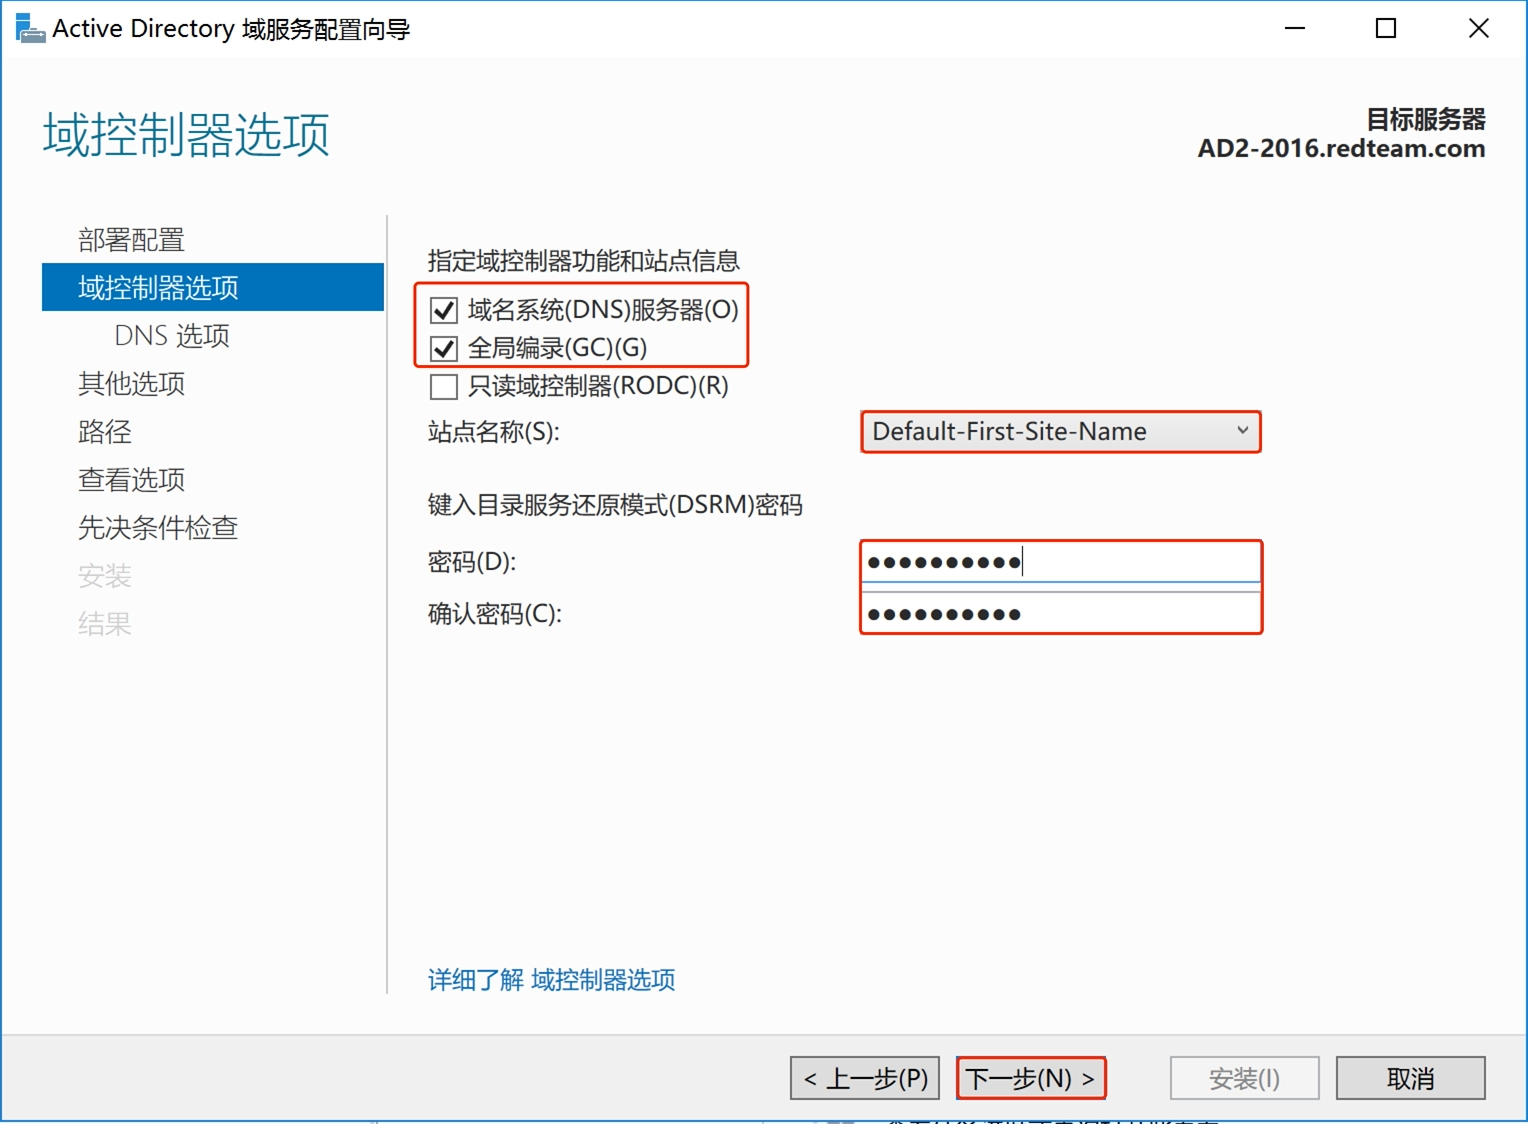 Active Directory 域服务配置向导
域控制器选项
目标服务器
AD2-2016.redteam.com
部署配置
域控制器选项
DNS 选项
其他选项
路径
查看选项
先决条件检查
安装
结果
指定域控制器功能和站点信息
域名系统(DNS)服务器(O)
全局编录(GC)(G)
只读域控制器(RODC)(R)
站点名称(S):
Default-First-Site-Name
键入目录服务还原模式(DSRM)密码
密码(D):
●●●●●●●●●●
确认密码(C):
●●●●●●●●●●
详细了解 域控制器选项
< 上一步(P)
下一步(N) >
安装(I)
取消